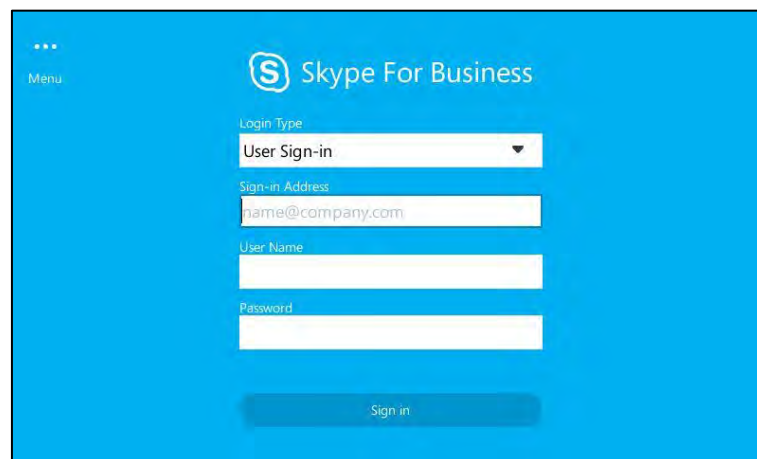 •••
Menu
Skype For Business
Login Type
User Sign-in
Sign-in Address
name@company.com
User Name
Password
Sign in